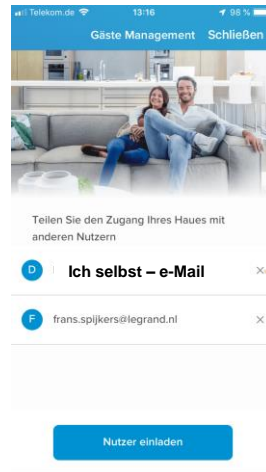 Telekom.de 13:16 98 %
Gäste Management Schließen
Teilen Sie den Zugang Ihres Haues mit
anderen Nutzern
D Ich selbst – e-Mail ×
F frans.spijkers@legrand.nl ×
Nutzer einladen